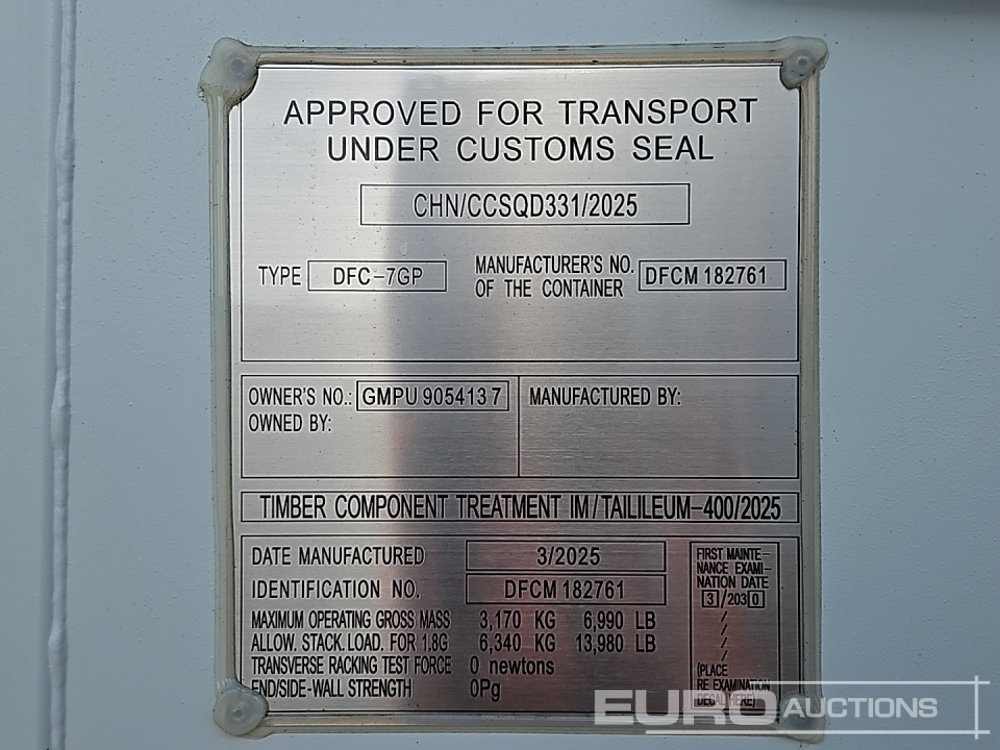 APPROVED FOR TRANSPORT
UNDER CUSTOMS SEAL
CHN/CCSQD331/2025
TYPE DFC-7GP
MANUFACTURER'S NO. OF THE CONTAINER DFCM 182761
OWNER'S NO.: GMPU 905413 7
OWNED BY:
MANUFACTURED BY:
TIMBER COMPONENT TREATMENT IM/TAILILEUM-400/2025
DATE MANUFACTURED 3/2025
IDENTIFICATION NO. DFCM 182761
MAXIMUM OPERATING GROSS MASS 3,170 KG 6,990 LB
ALLOW. STACK. LOAD. FOR 1.8G 6,340 KG 13,980 LB
TRANSVERSE RACKING TEST FORCE 0 newtons
END/SIDE-WALL STRENGTH 0Pg
FIRST MAINTE-
NANCE EXAMI-
NATION DATE
3/2030
/
/
/
/
(PLACE
RE EXAMINATION
DECAL HERE)
EURO AUCTIONS